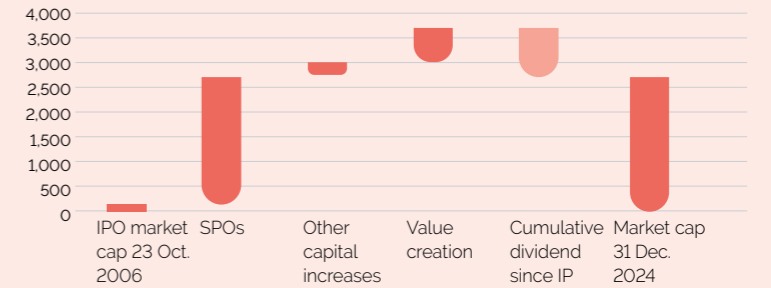 4,000
3,500
3,000
2,500
2,000
1,500
1,000
500
0
IPO market
cap 23 Oct.
2006
SPOs
Other
capital
increases
Value
creation
Cumulative
dividend
since IP
Market cap
31 Dec.
2024